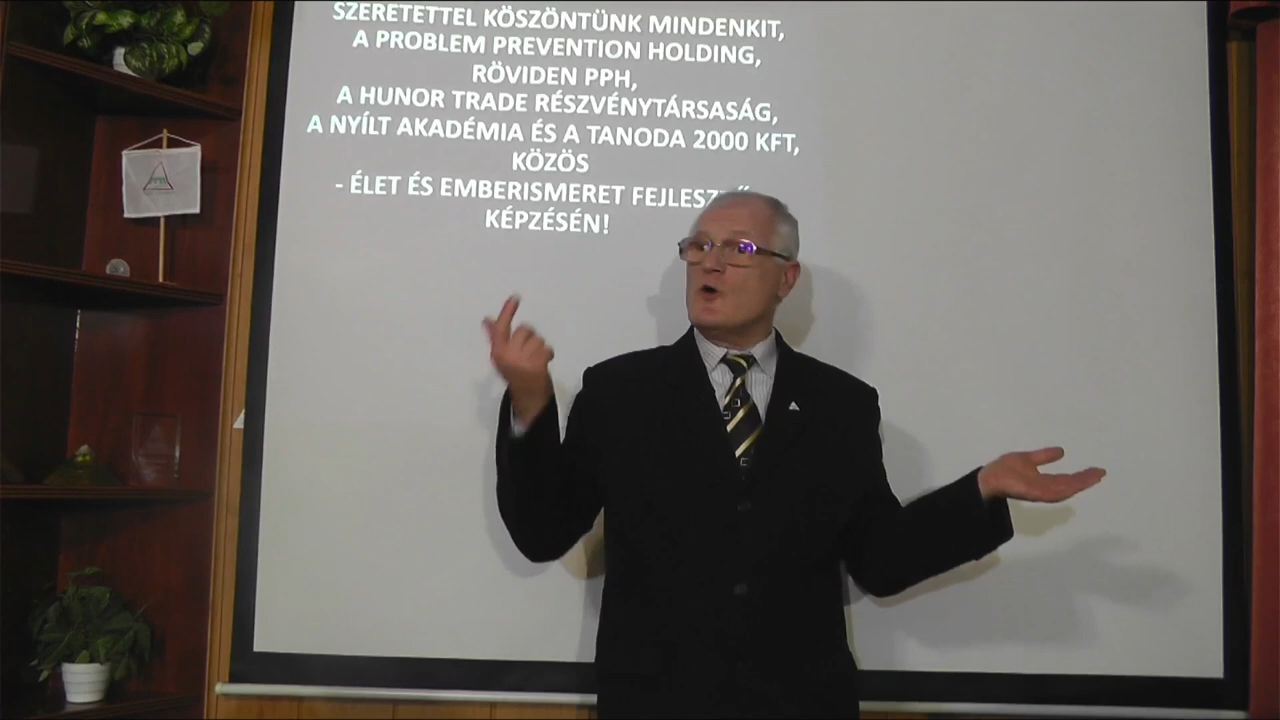 SZERETETTEL KÖSZÖNTÜNK MINDENKIT,
A PROBLEM PREVENTION HOLDING,
RÖVIDEN PPH,
A HUNOR TRADE RÉSZVÉNYTÁRSASÁG,
A NYÍLT AKADÉMIA ÉS A TANODA 2000 KFT,
KÖZÖS
- ÉLET ÉS EMBERISMERET FEJLESZTŐ
KÉPZÉSÉN!